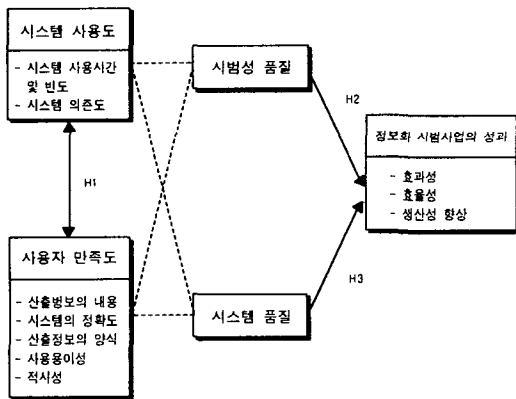 시스템 사용도
- 시스템 사용시간
및 빈도
- 시스템 의존도
H1
사용자 만족도
- 산출정보의 내용
- 시스템의 정확도
- 산출정보의 양식
- 사용용이성
- 적시성
시범성 품질
시스템 품질
H2
H3
정보화 시범사업의 성과
- 효과성
- 효율성
- 생산성 향상